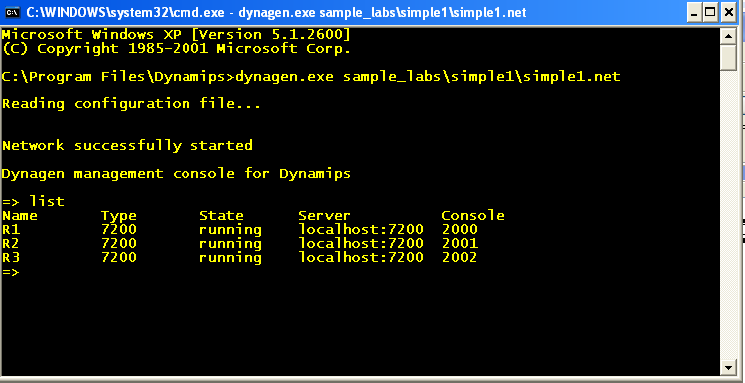 C:\WINDOWS\system32\cmd.exe - dynagen.exe sample_labs\simple1\simple1.net
Microsoft Windows XP [Version 5.1.2600]
(C) Copyright 1985-2001 Microsoft Corp.
C:\Program Files\Dynamips>dynagen.exe sample_labs\simple1\simple1.net
Reading configuration file...
Network successfully started
Dynagen management console for Dynamips
=> list
Name Type State Server Console
R1 7200 running localhost:7200 2000
R2 7200 running localhost:7200 2001
R3 7200 running localhost:7200 2002
=>